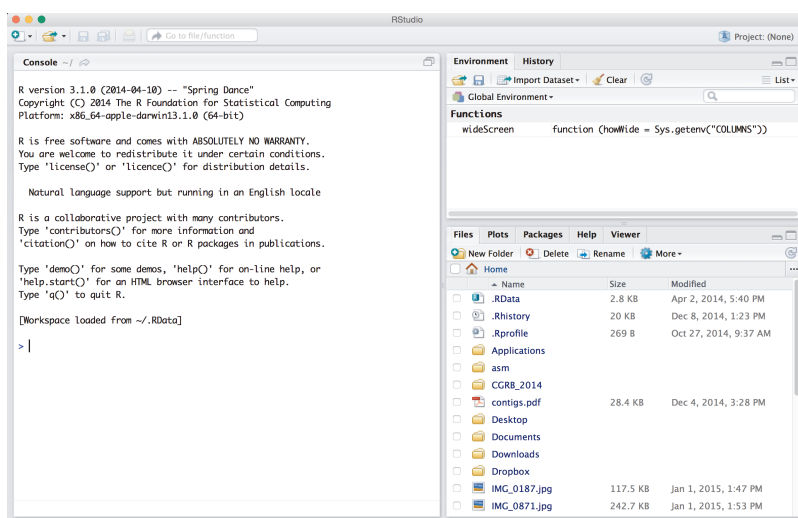 RStudio
Go to file/function
Project: (None)
Console ~/
R version 3.1.0 (2014-04-10) -- "Spring Dance"
Copyright (C) 2014 The R Foundation for Statistical Computing
Platform: x86_64-apple-darwin13.1.0 (64-bit)
R is free software and comes with ABSOLUTELY NO WARRANTY.
You are welcome to redistribute it under certain conditions.
Type 'license()' or 'licence()' for distribution details.
Natural language support but running in an English locale
R is a collaborative project with many contributors.
Type 'contributors()' for more information and
'citation()' on how to cite R or R packages in publications.
Type 'demo()' for some demos, 'help()' for on-line help, or
'help.start()' for an HTML browser interface to help.
Type 'q()' to quit R.
[Workspace loaded from ~/.RData]
>
Environment History
Import Dataset Clear List
Global Environment
Functions
wideScreen function (howWide = Sys.getenv("COLUMNS"))
Files Plots Packages Help Viewer
New Folder Delete Rename More
Home ...
Name Size Modified
.RData 2.8 KB Apr 2, 2014, 5:40 PM
.Rhistory 20 KB Dec 8, 2014, 1:23 PM
.Rprofile 269 B Oct 27, 2014, 9:37 AM
Applications
asm
CGRB_2014
contigs.pdf 28.4 KB Dec 4, 2014, 3:28 PM
Desktop
Documents
Downloads
Dropbox
IMG_0187.jpg 117.5 KB Jan 1, 2015, 1:47 PM
IMG_0871.jpg 242.7 KB Jan 1, 2015, 1:53 PM